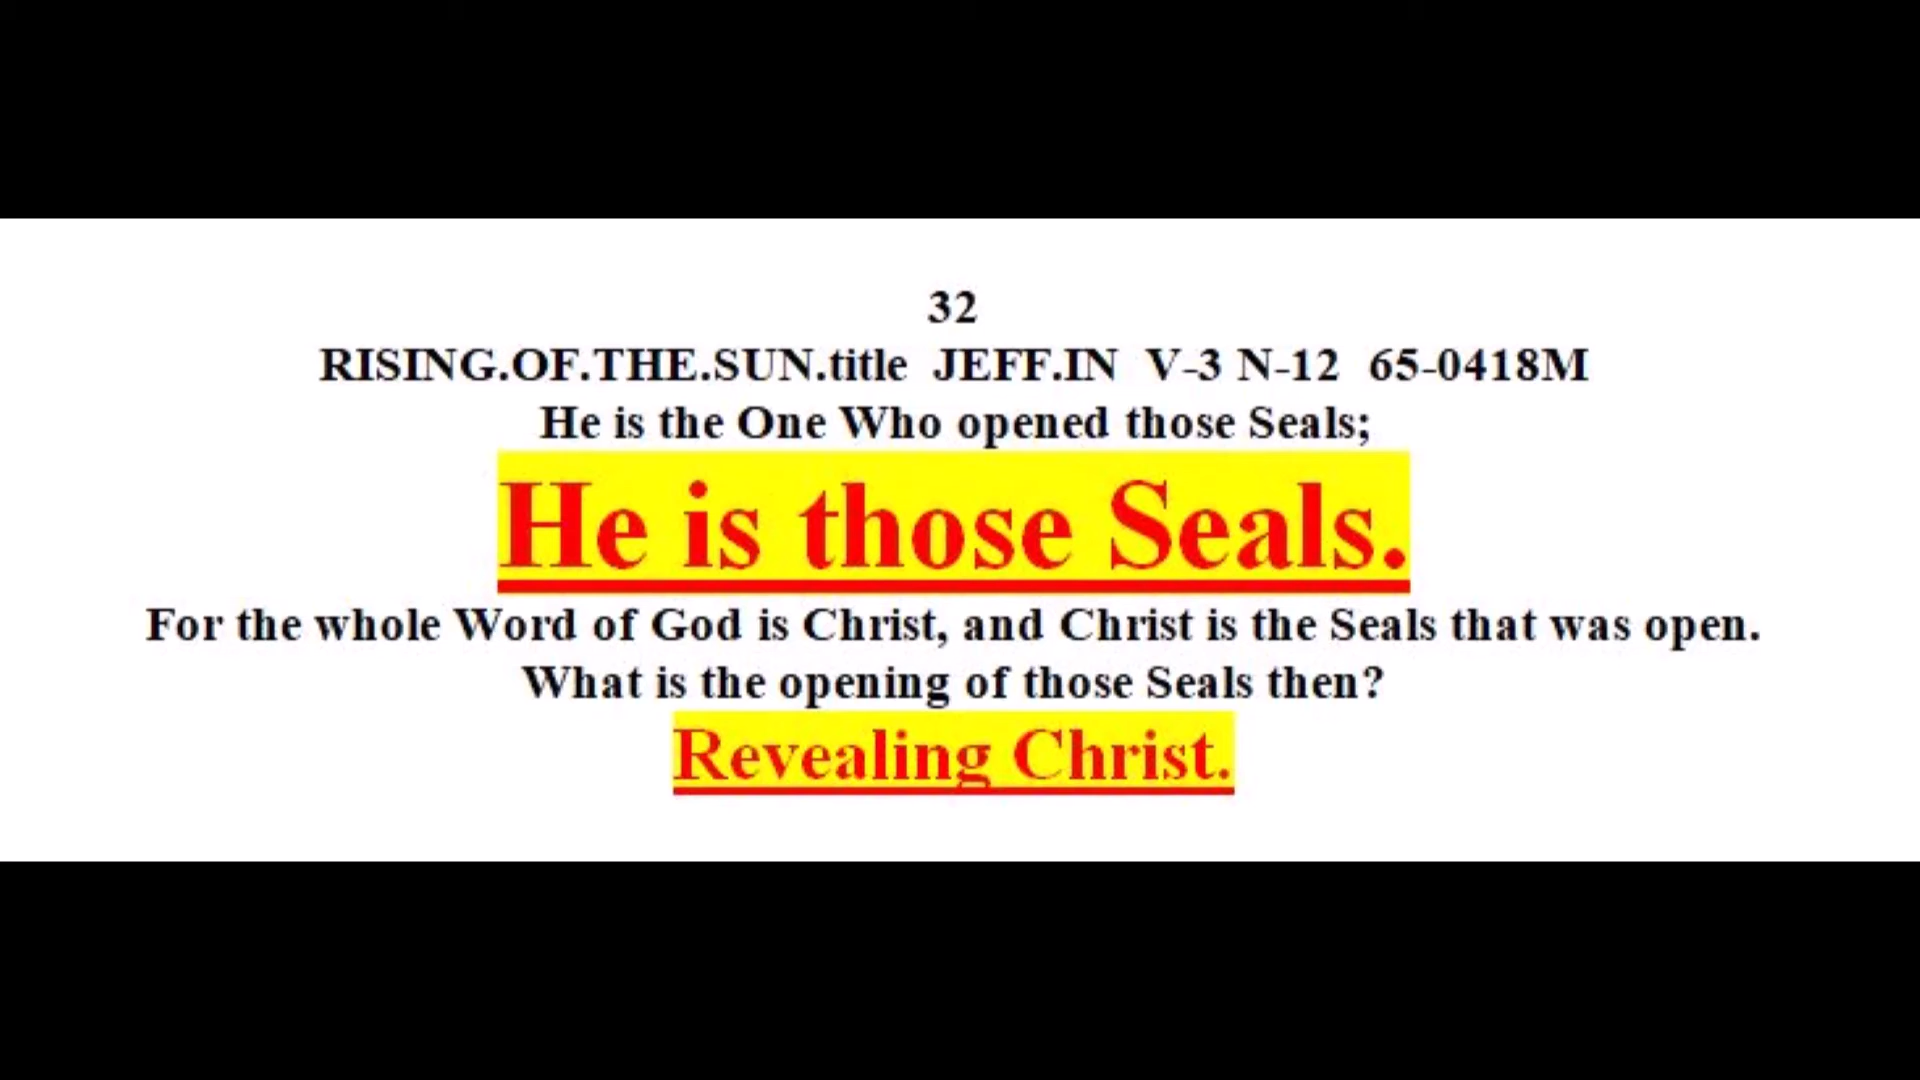 32
RISING.OF.THE.SUN.title JEFF.IN V-3 N-12 65-0418M
He is the One Who opened those Seals;
He is those Seals.
For the whole Word of God is Christ, and Christ is the Seals that was open.
What is the opening of those Seals then?
Revealing Christ.